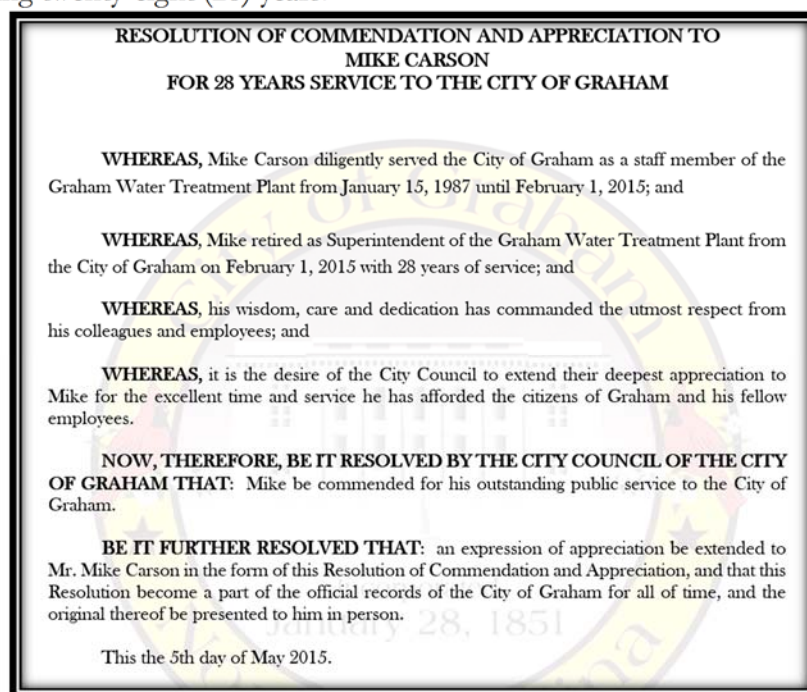 RESOLUTION OF COMMENDATION AND APPRECIATION TO
MIKE CARSON
FOR 28 YEARS SERVICE TO THE CITY OF GRAHAM
WHEREAS, Mike Carson diligently served the City of Graham as a staff member of the
Graham Water Treatment Plant from January 15, 1987 until February 1, 2015; and
WHEREAS, Mike retired as Superintendent of the Graham Water Treatment Plant from
the City of Graham on February 1, 2015 with 28 years of service; and
WHEREAS, his wisdom, care and dedication has commanded the utmost respect from
his colleagues and employees; and
WHEREAS, it is the desire of the City Council to extend their deepest appreciation to
Mike for the excellent time and service he has afforded the citizens of Graham and his fellow
employees.
NOW, THEREFORE, BE IT RESOLVED BY THE CITY COUNCIL OF THE CITY
OF GRAHAM THAT: Mike be commended for his outstanding public service to the City of
Graham.
BE IT FURTHER RESOLVED THAT: an expression of appreciation be extended to
Mr. Mike Carson in the form of this Resolution of Commendation and Appreciation, and that this
Resolution become a part of the official records of the City of Graham for all of time, and the
original thereof be presented to him in person.
This the 5th day of May 2015.
City of Graham
January 28, 1851